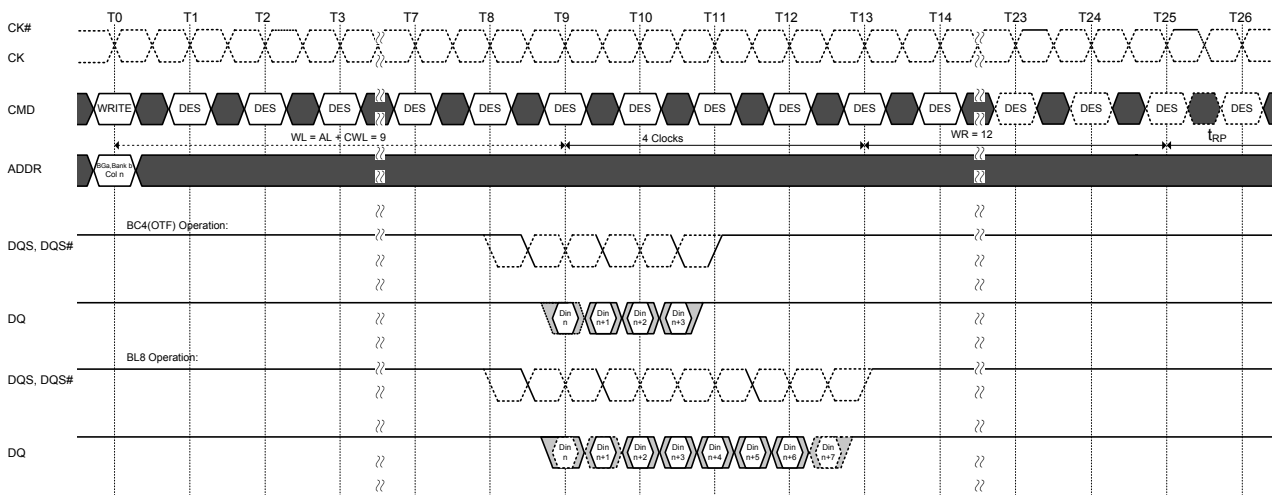 T0 T1 T2 T3 T7 T8 T9 T10 T11 T12 T13 T14 T23 T24 T25 T26
CK#
CK
CMD WRITE DES DES DES DES DES DES DES DES DES DES DES DES DES DES DES
WL = AL + CWL = 9 4 Clocks WR = 12 tRP
ADDR BGa,Bank b
Col n
BC4(OTF) Operation:
DQS, DQS#
DQ Din n Din n+1 Din n+2 Din n+3
BL8 Operation:
DQS, DQS#
DQ Din n Din n+1 Din n+2 Din n+3 Din n+4 Din n+5 Din n+6 Din n+7